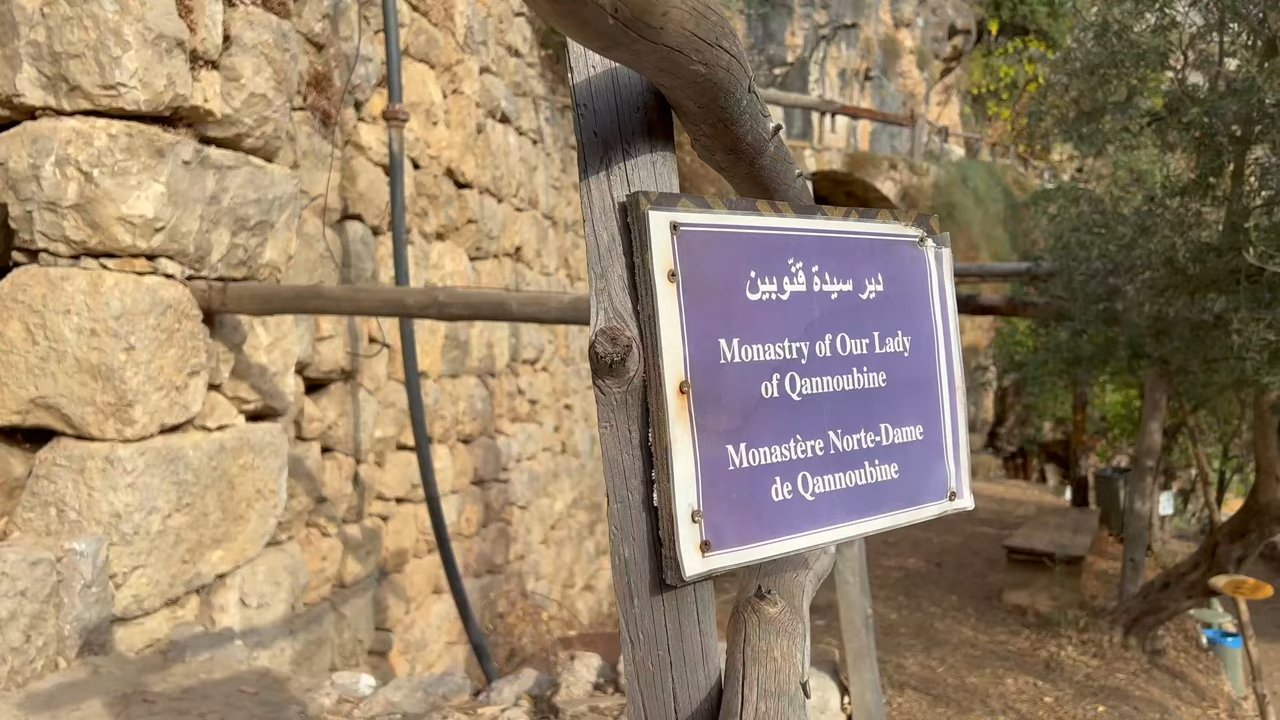 دير سيدة قنّوبين
Monastry of Our Lady
of Qannoubine
Monastère Norte-Dame
de Qannoubine